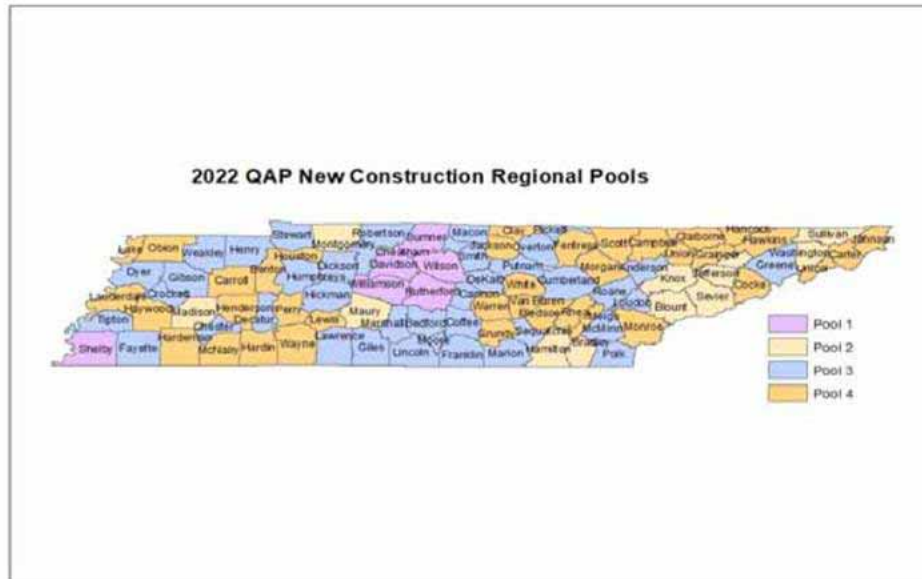 2022 QAP New Construction Regional Pools
Stewart Robertson Sumner Macon Clay Pickett Hancock Sullivan
Lake Obion Weakley Henry Houston Montgomery Cheatham Smith Jackson Overton Fentress Scott Campbell Claiborne Hawkins Johnson
Dyer Gibson Carroll Benton Humphreys Dickson Davidson Wilson Putnam Morgan Anderson Union Grainger Greene Washington Unicoi Carter
Lauderdale Crockett Hickman Williamson Rutherford DeKalb Cannon White Cumberland Roane Knox Jefferson Cocke
Haywood Madison Henderson Decatur Perry Lewis Maury Warren Van Buren Bledsoe Rhea Loudon Blount Sevier
Tipton Chester Marshall Bedford Coffee Grundy Meigs McMinn Monroe
Shelby Fayette Hardeman McNairy Hardin Wayne Lawrence Giles Lincoln Moore Franklin Marion Hamilton Bradley Polk
Pool 1
Pool 2
Pool 3
Pool 4